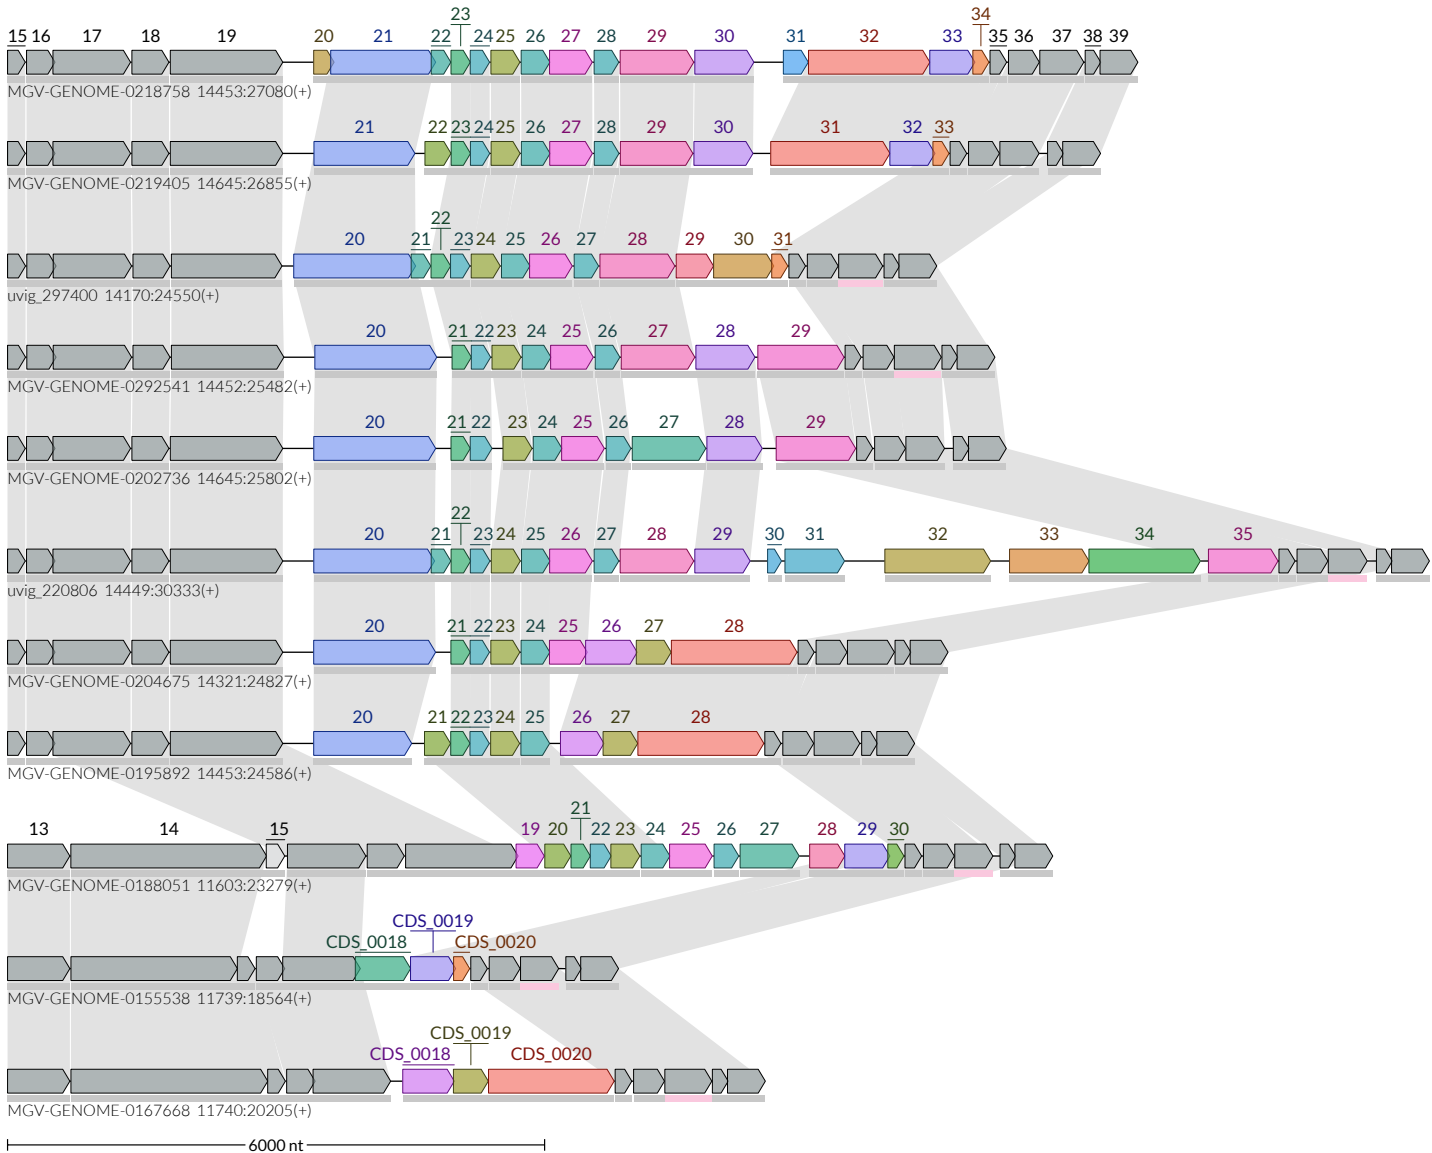 23 34
15 16 17 18 19 20 21 22 24 25 26 27 28 29 30 31 32 33 35 36 37 38 39
MGV-GENOME-0218758 14453:27080(+)
21 22 23 24 25 26 27 28 29 30 31 32 33
MGV-GENOME-0219405 14645:26855(+)
22
20 21 23 24 25 26 27 28 29 30 31
uvig_297400 14170:24550(+)
20 21 22 23 24 25 26 27 28 29
MGV-GENOME-0292541 14452:25482(+)
20 21 22 23 24 25 26 27 28 29
MGV-GENOME-0202736 14645:25802(+)
22
20 21 23 24 25 26 27 28 29 30 31 32 33 34 35
uvig_220806 14449:30333(+)
20 21 22 23 24 25 26 27 28
MGV-GENOME-0204675 14321:24827(+)
20 21 22 23 24 25 26 27 28
MGV-GENOME-0195892 14453:24586(+)
21
13 14 15 19 20 22 23 24 25 26 27 28 29 30
MGV-GENOME-0188051 11603:23279(+)
CDS_0019
CDS_0018 CDS_0020
MGV-GENOME-0155538 11739:18564(+)
CDS_0019
CDS_0018 CDS_0020
MGV-GENOME-0167668 11740:20205(+)
6000 nt